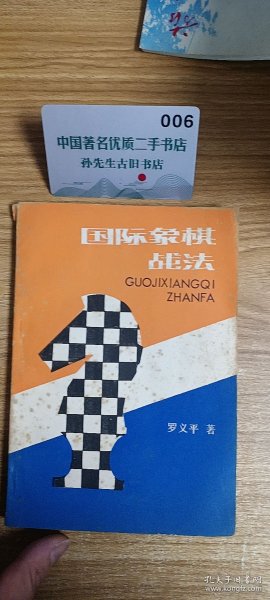 006
中国著名优质二手书店
孙先生古旧书店
国际象棋
战法
GUOJIXIANGQI
ZHANFA
罗义平 著
孔夫子旧书网